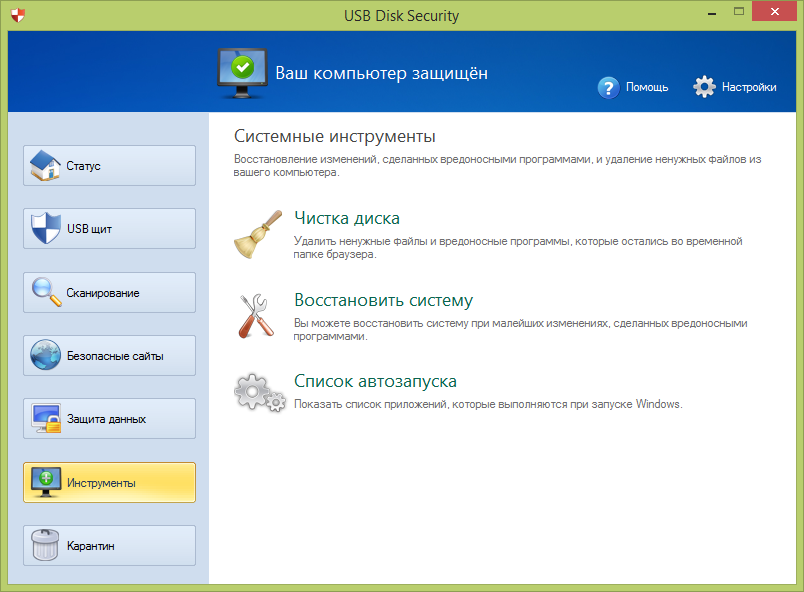 USB Disk Security
Ваш компьютер защищён
Помощь
Настройки
Статус
USB щит
Сканирование
Безопасные сайты
Защита данных
Инструменты
Карантин
Системные инструменты
Восстановление изменений, сделанных вредоносными программами, и удаление ненужных файлов из
вашего компьютера.
Чистка диска
Удалить ненужные файлы и вредоносные программы, которые остались во временной
папке браузера.
Восстановить систему
Вы можете восстановить систему при малейших изменениях, сделанных вредоносными
программами.
Список автозапуска
Показать список приложений, которые выполняются при запуске Windows.